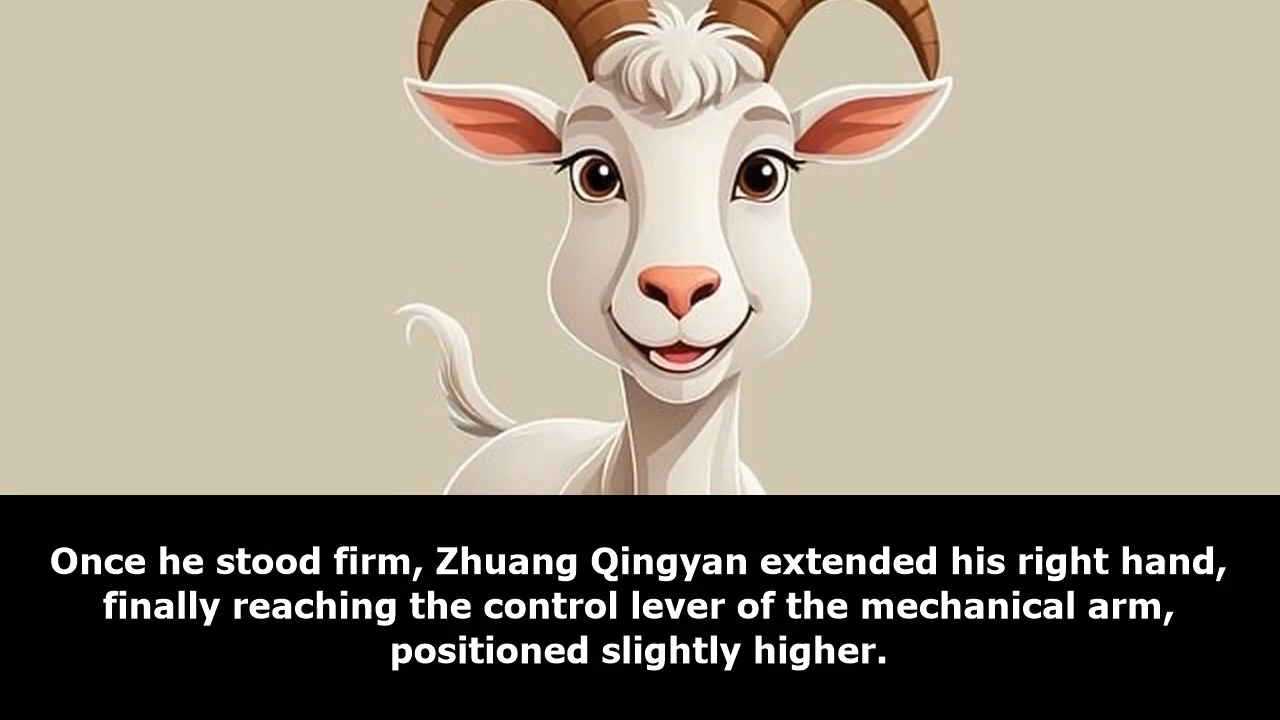 Once he stood firm, Zhuang Qingyan extended his right hand,
finally reaching the control lever of the mechanical arm,
positioned slightly higher.